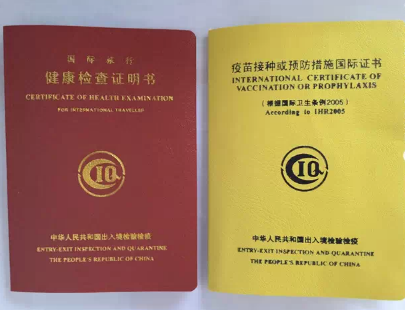 国际旅行
健康检查证明书
CERTIFICATE OF HEALTH EXAMINATION
FOR INTERNATIONAL TRAVELLER
CIQ
中华人民共和国出入境检验检疫
ENTRY-EXIT INSPECTION AND QUARANTINE
THE PEOPLE'S REPUBLIC OF CHINA
疫苗接种或预防措施国际证书
INTERNATIONAL CERTIFICATE OF
VACCINATION OR PROPHYLAXIS
(根据国际卫生条例2005)
According to IHR2005
CIQ
中华人民共和国出入境检验检疫
ENTRY-EXIT INSPECTION AND QUARANTINE
THE PEOPLE'S REPUBLIC OF CHINA